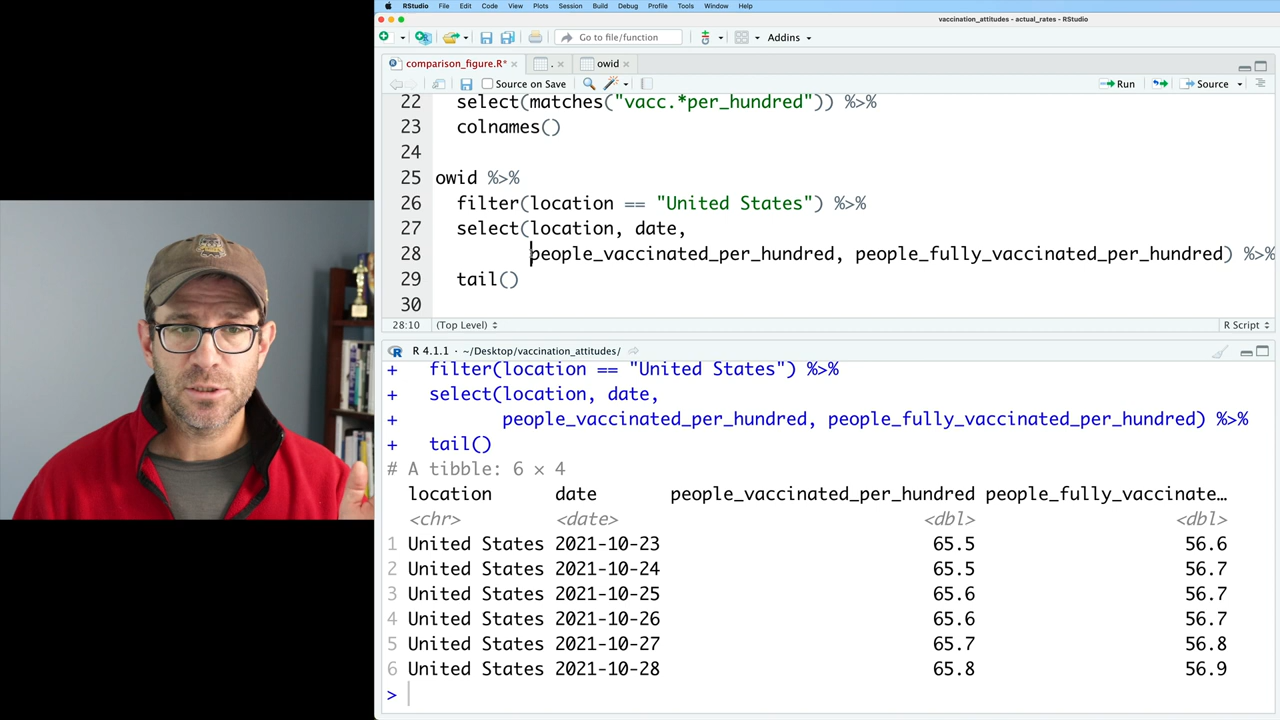 RStudio File Edit Code View Plots Session Build Debug Profile Tools Window Help
vaccination_attitudes - actual_rates - RStudio
Go to file/function Addins
comparison_figure.R* . owid
Source on Save Run Source
22 select(matches("vacc.*per_hundred")) %>%
23 colnames()
24
25 owid %>%
26 filter(location == "United States") %>%
27 select(location, date,
28 people_vaccinated_per_hundred, people_fully_vaccinated_per_hundred) %>%
29 tail()
30
28:10 (Top Level) R Script
R 4.1.1 · ~/Desktop/vaccination_attitudes/
+ filter(location == "United States") %>%
+ select(location, date,
+ people_vaccinated_per_hundred, people_fully_vaccinated_per_hundred) %>%
+ tail()
# A tibble: 6 × 4
location date people_vaccinated_per_hundred people_fully_vaccinate…
<chr> <date> <dbl> <dbl>
1 United States 2021-10-23 65.5 56.6
2 United States 2021-10-24 65.5 56.7
3 United States 2021-10-25 65.6 56.7
4 United States 2021-10-26 65.6 56.7
5 United States 2021-10-27 65.7 56.8
6 United States 2021-10-28 65.8 56.9
>